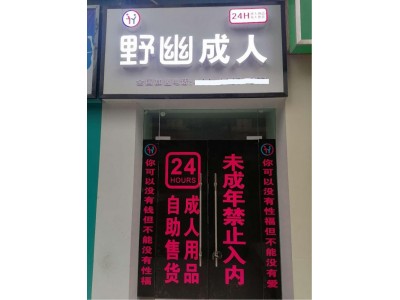 24H
野幽成人
你可以没有钱但不能没有性福
24
HOURS
成人用品
自助售货
未成年禁止入内
你可以没有性福但不能没有爱